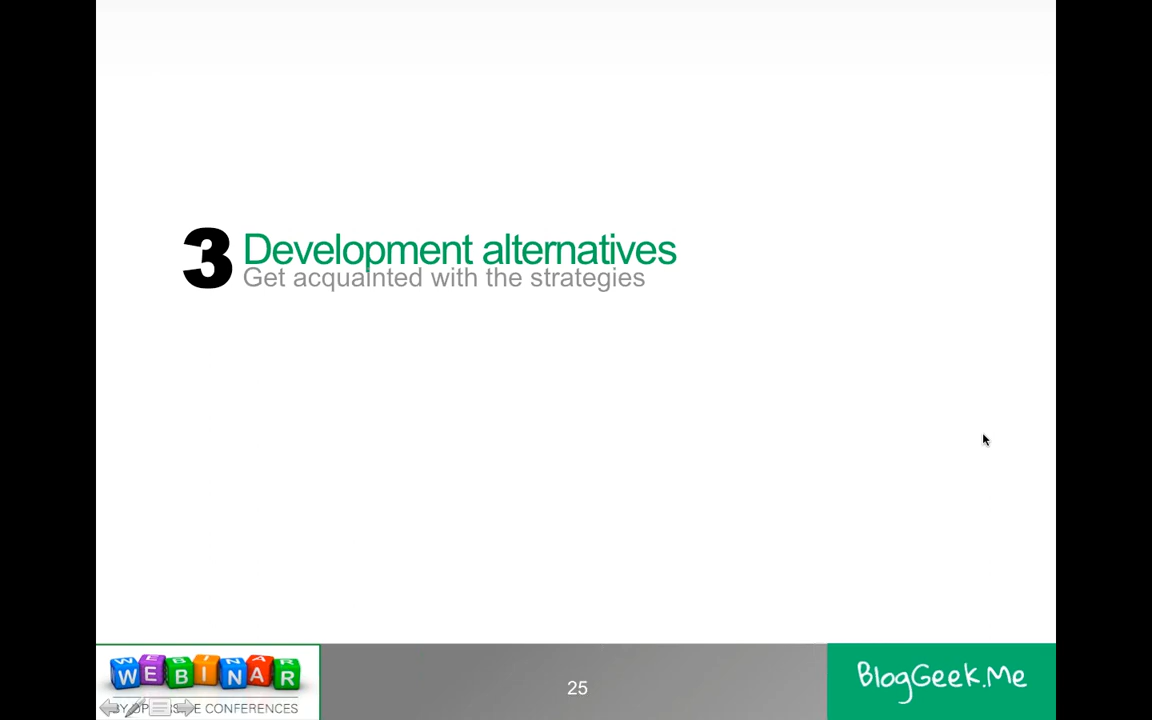 3 Development alternatives
Get acquainted with the strategies
WEBINAR
CONFERENCES
25
BlogGeek.Me